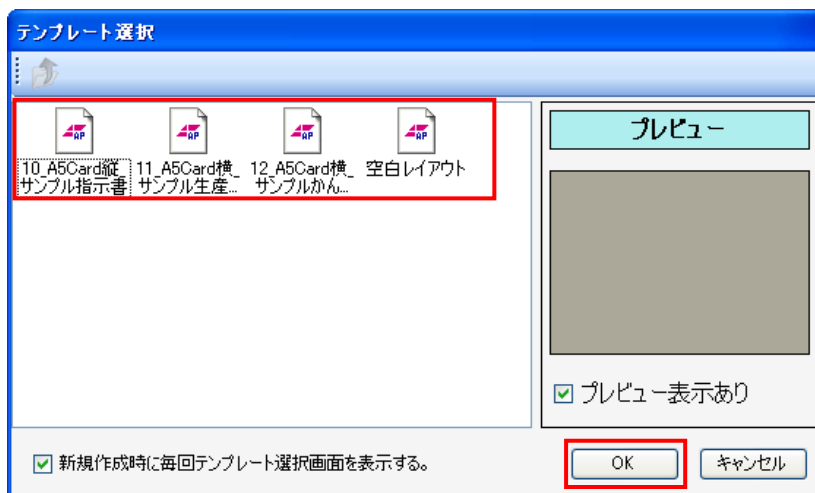 テンプレート選択
AP AP AP AP
10_A5Card縦_ 11_A5Card横_ 12_A5Card横_ 空白レイアウト
サンプル指示書 サンプル生産... サンプルかん...
プレビュー
プレビュー表示あり
新規作成時に毎回テンプレート選択画面を表示する。
OK キャンセル